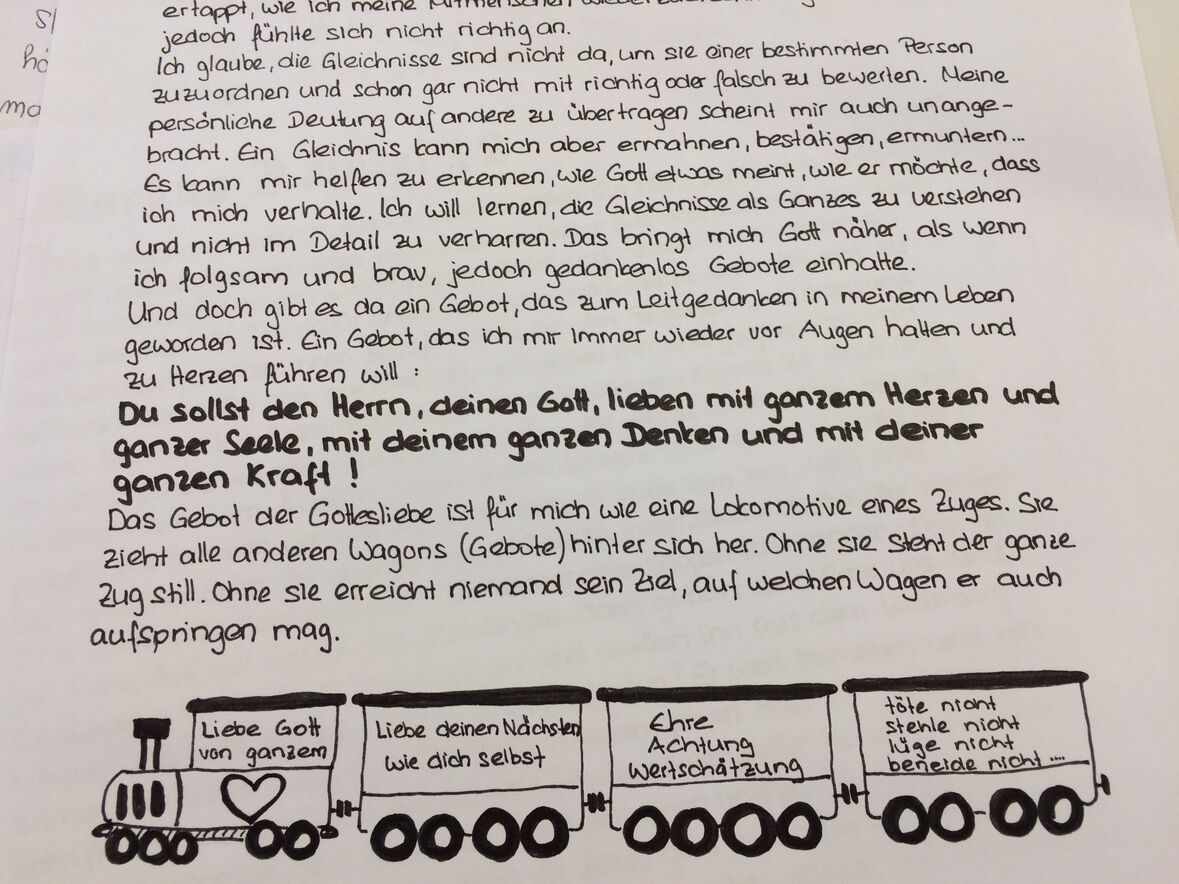 ertappt, wie ich meine
jedoch fühlte sich nicht richtig an.
Ich glaube, die Gleichnisse sind nicht da, um sie einer bestimmten Person
zuzuordnen und schon gar nicht mit richtig oder falsch zu bewerten. Meine
persönliche Deutung auf andere zu übertragen scheint mir auch unange-
bracht. Ein Gleichnis kann mich aber ermahnen, bestätigen, ermuntern...
Es kann mir helfen zu erkennen, wie Gott etwas meint, wie er möchte, dass
ich mich verhalte. Ich will lernen, die Gleichnisse als Ganzes zu verstehen
und nicht im Detail zu verharren. Das bringt mich Gott näher, als wenn
ich folgsam und brav, jedoch gedankenlos Gebote einhalte.
Und doch gibt es da ein Gebot, das zum Leitgedanken in meinem Leben
geworden ist. Ein Gebot, das ich mir immer wieder vor Augen halten und
zu Herzen führen will :
Du sollst den Herrn, deinen Gott, lieben mit ganzem Herzen und
ganzer Seele, mit deinem ganzen Denken und mit deiner
ganzen Kraft !
Das Gebot der Gottesliebe ist für mich wie eine Lokomotive eines Zuges. Sie
zieht alle anderen Wagons (Gebote) hinter sich her. Ohne sie steht der ganze
Zug still. Ohne sie erreicht niemand sein Ziel, auf welchen Wagen er auch
aufspringen mag.
Liebe Gott
von ganzem
Liebe deinen Nächsten
wie dich selbst
Ehre
Achtung
Wertschätzung
töte nicht
stehle nicht
lüge nicht
beneide nicht ....